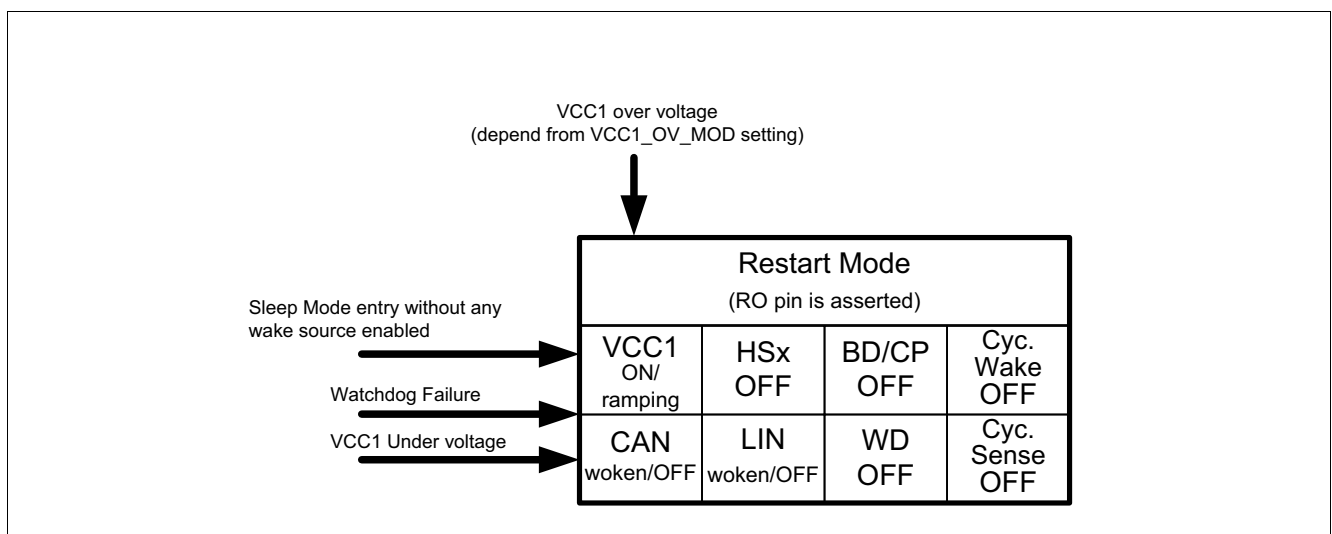 VCC1 over voltage
(depend from VCC1_OV_MOD setting)
Restart Mode
(RO pin is asserted)
Sleep Mode entry without any
wake source enabled
Watchdog Failure
VCC1 Under voltage
VCC1
ON/
ramping
HSx
OFF
BD/CP
OFF
Cyc.
Wake
OFF
CAN
woken/OFF
LIN
woken/OFF
WD
OFF
Cyc.
Sense
OFF